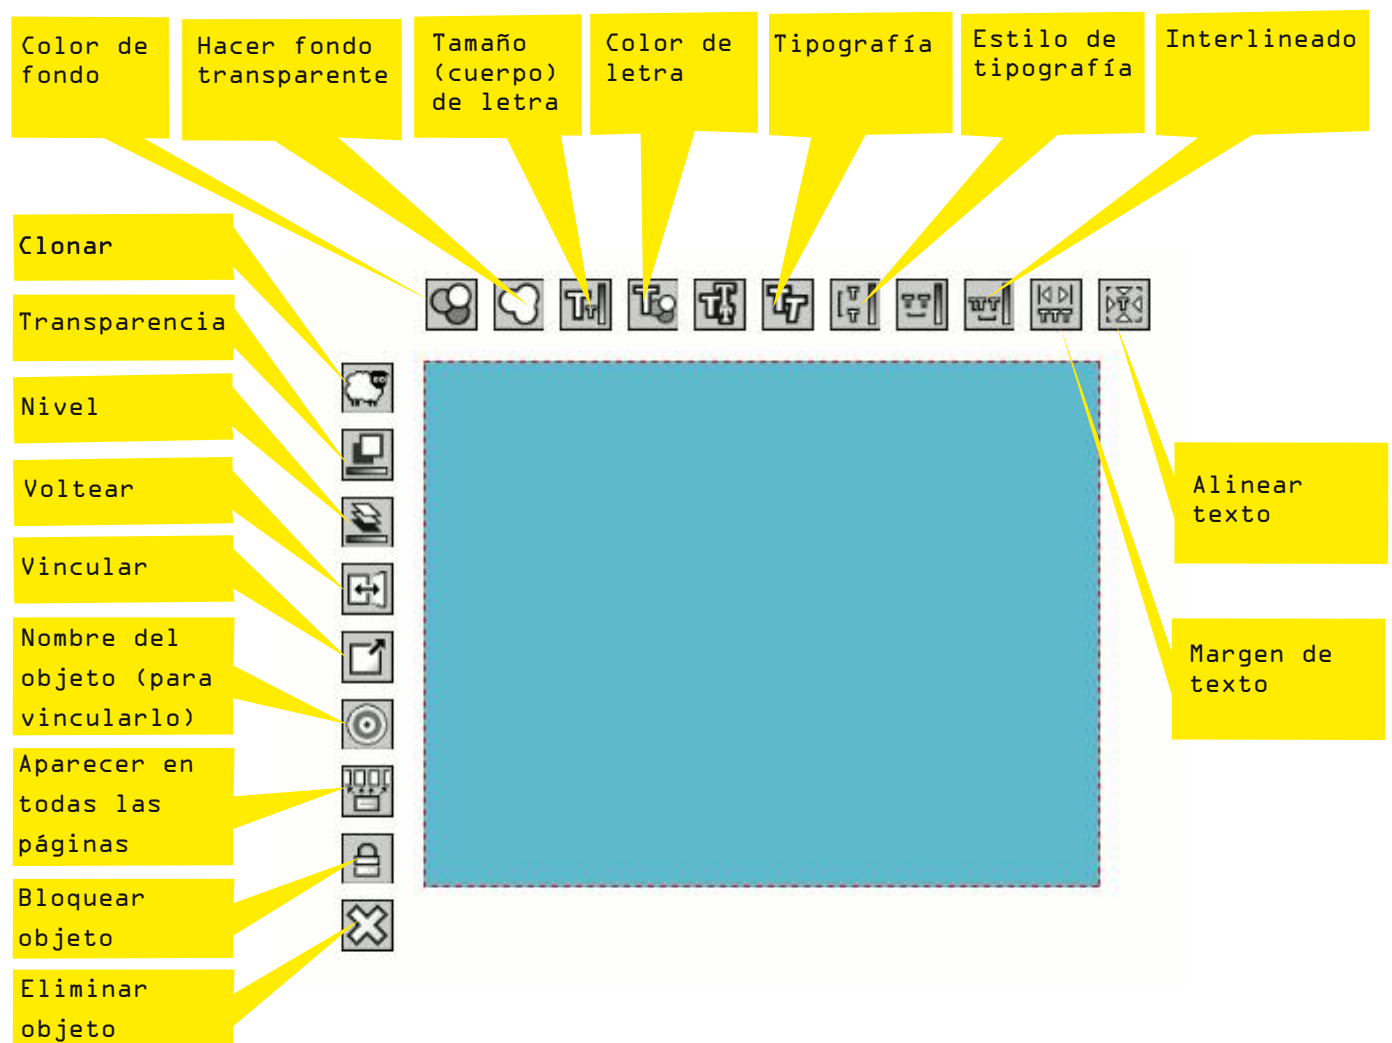 Color de
fondo
Hacer fondo
transparente
Tamaño
(cuerpo)
de letra
Color de
letra
Tipografía
Estilo de
tipografía
Interlineado
Clonar
Transparencia
Nivel
Voltear
Vincular
Nombre del
objeto (para
vincularlo)
Aparecer en
todas las
páginas
Bloquear
objeto
Eliminar
objeto
Alinear
texto
Margen de
texto